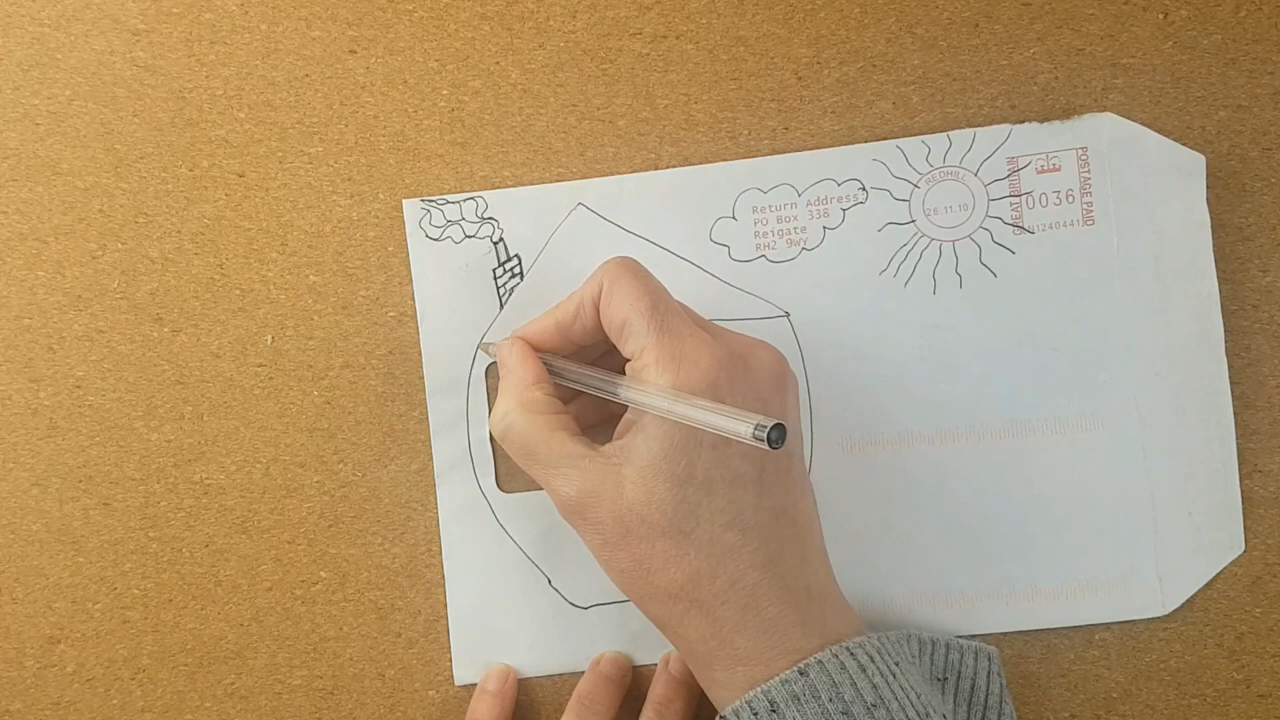 Return Address:
PO Box 338
Reigate
RH2 9WY
REDHILL
26.11.10
GREAT BRITAIN
0036
POSTAGE PAID
N1240441